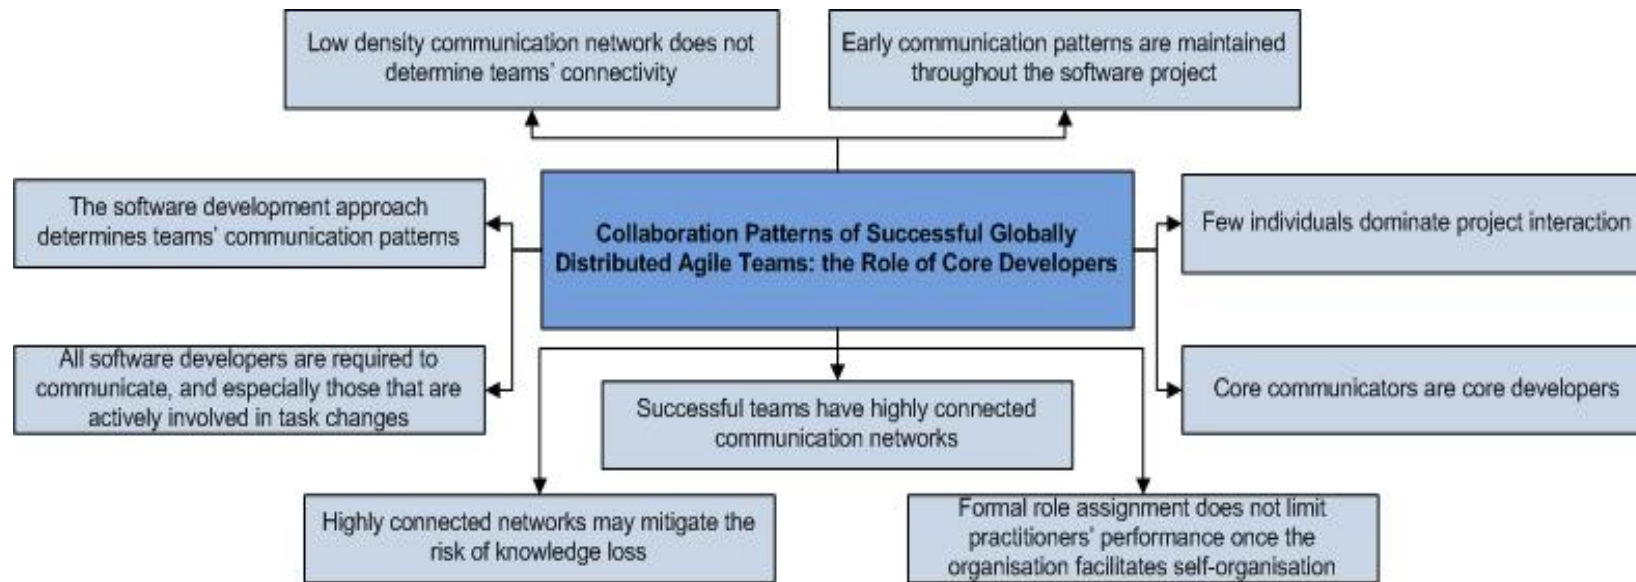 Low density communication network does not
determine teams' connectivity
Early communication patterns are maintained
throughout the software project
The software development approach
determines teams' communication patterns
Collaboration Patterns of Successful Globally
Distributed Agile Teams: the Role of Core Developers
Few individuals dominate project interaction
All software developers are required to
communicate, and especially those that are
actively involved in task changes
Successful teams have highly connected
communication networks
Core communicators are core developers
Highly connected networks may mitigate the
risk of knowledge loss
Formal role assignment does not limit
practitioners' performance once the
organisation facilitates self-organisation